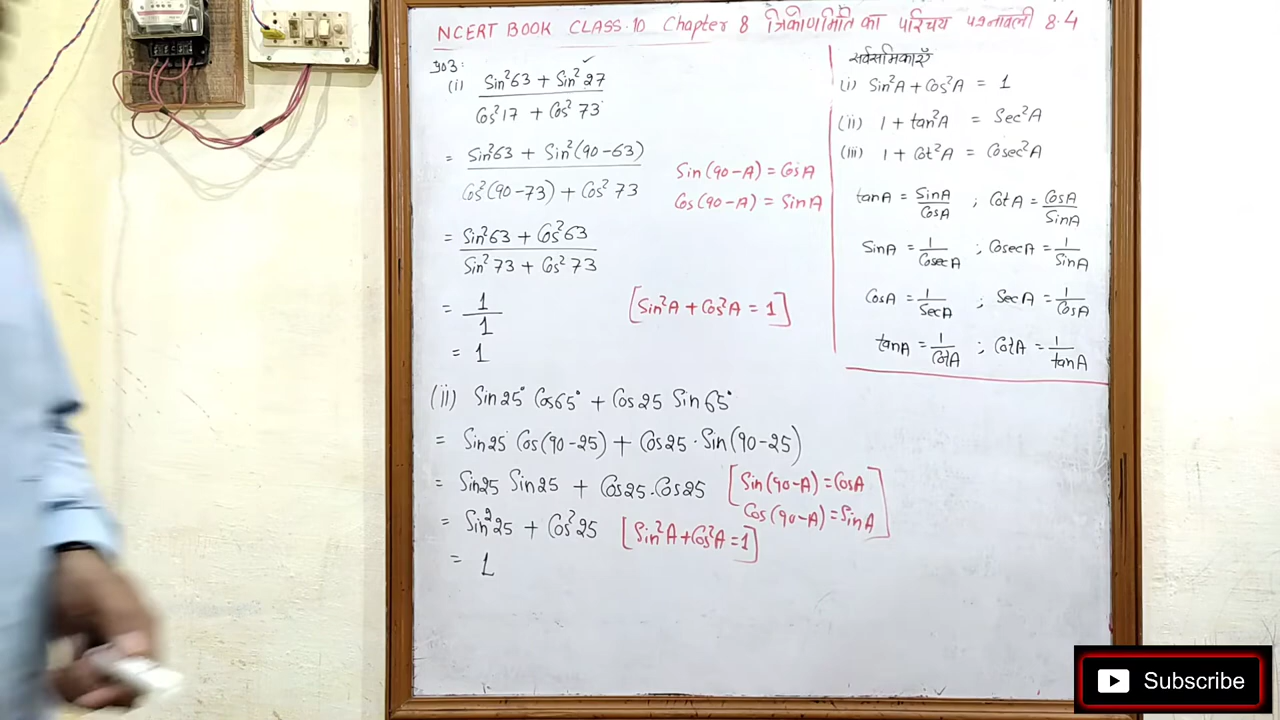 NCERT BOOK CLASS-10 Chapter 8 त्रिकोणमिति का परिचय प्रश्नावली 8.4
प्र03:
(i) Sin²63 + Sin²27
Cos²17 + Cos²73
= Sin²63 + Sin²(90-63)
Cos²(90-73) + Cos²73
Sin(90-A) = CosA
Cos(90-A) = SinA
= Sin²63 + Cos²63
Sin²73 + Cos²73
= 1
1
[Sin²A + Cos²A = 1]
= 1
(ii) Sin25° Cos65° + Cos25 Sin65°
= Sin25 Cos(90-25) + Cos25 · Sin(90-25)
= Sin25 Sin25 + Cos25.Cos25
[Sin(90-A) = CosA
Cos(90-A) = SinA]
= Sin²25 + Cos²25 [Sin²A + Cos²A = 1]
= 1
सर्वसमिकाएँ
(i) Sin²A + Cos²A = 1
(ii) 1 + tan²A = Sec²A
(iii) 1 + Cot²A = Cosec²A
tanA = SinA/CosA ; CotA = CosA/SinA
SinA = 1/CosecA ; CosecA = 1/SinA
CosA = 1/SecA ; SecA = 1/CosA
tanA = 1/CotA ; CotA = 1/tanA
Subscribe